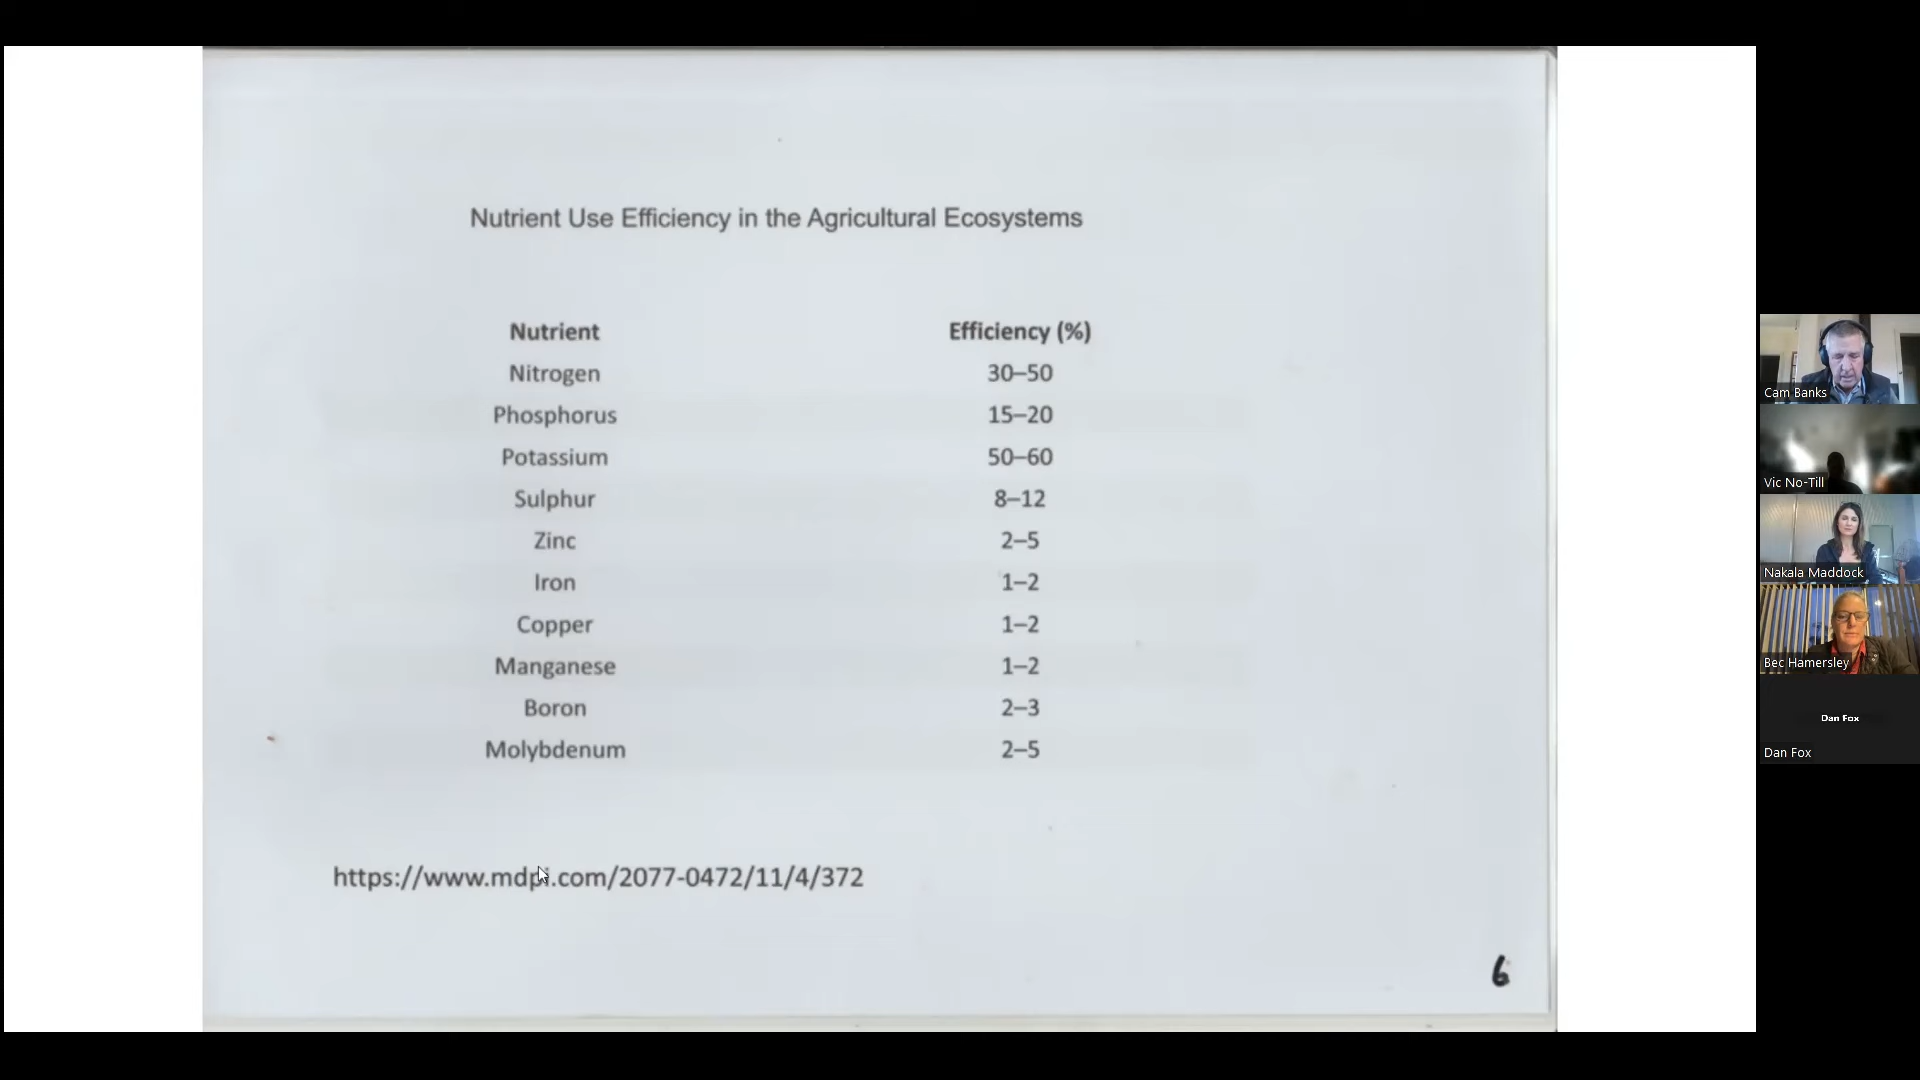 Nutrient Use Efficiency in the Agricultural Ecosystems
Nutrient Efficiency (%)
Nitrogen 30–50
Phosphorus 15–20
Potassium 50–60
Sulphur 8–12
Zinc 2–5
Iron 1–2
Copper 1–2
Manganese 1–2
Boron 2–3
Molybdenum 2–5
https://www.mdpi.com/2077-0472/11/4/372
6
Cam Banks
Vic No-Till
Nakala Maddock
Bec Hamersley
Dan Fox
Dan Fox